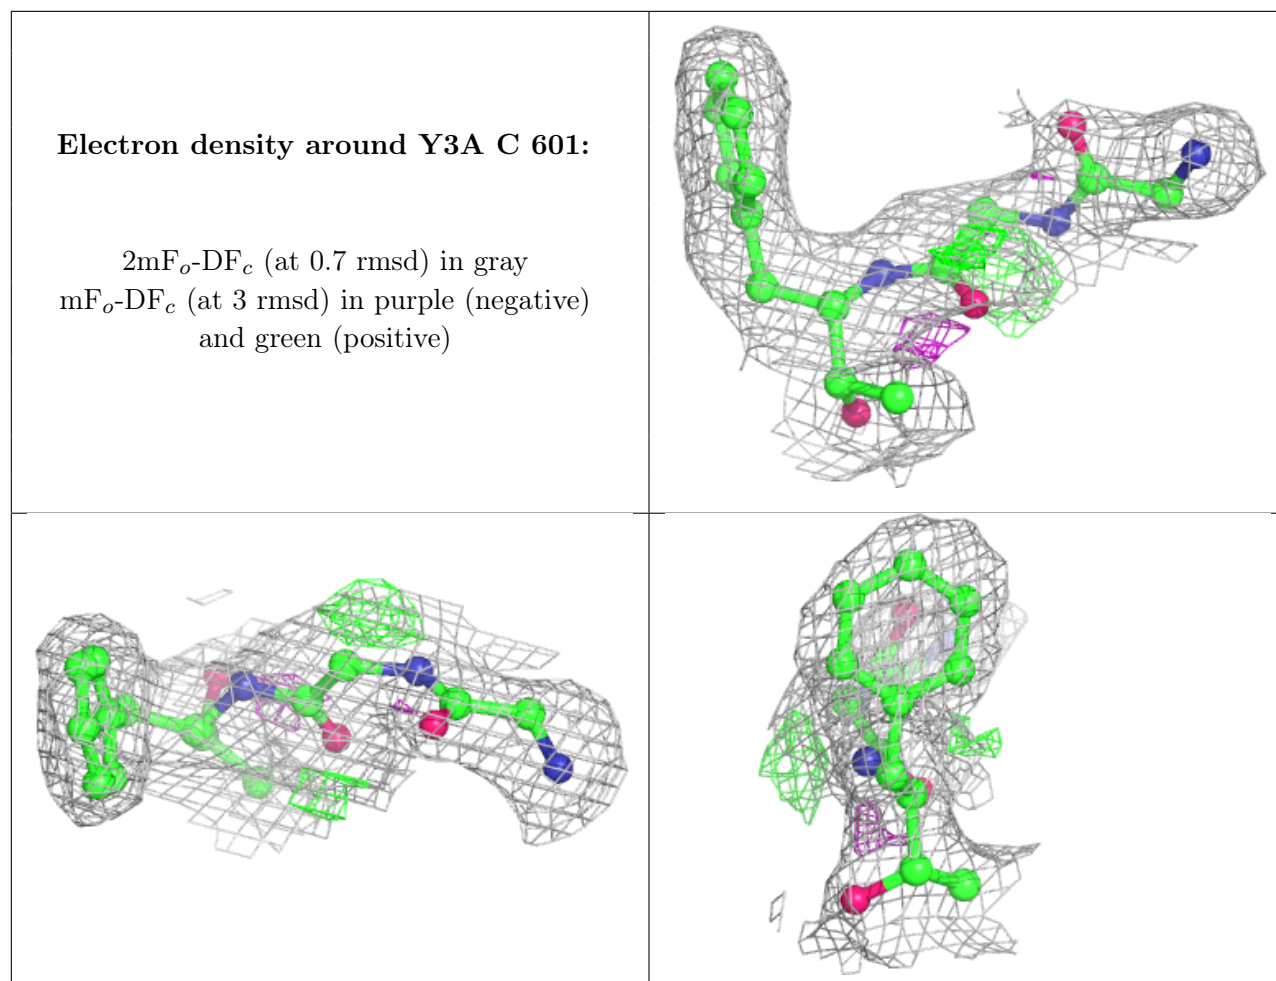 Electron density around Y3A C 601:
2mFo-DFc (at 0.7 rmsd) in gray
mFo-DFc (at 3 rmsd) in purple (negative)
and green (positive)